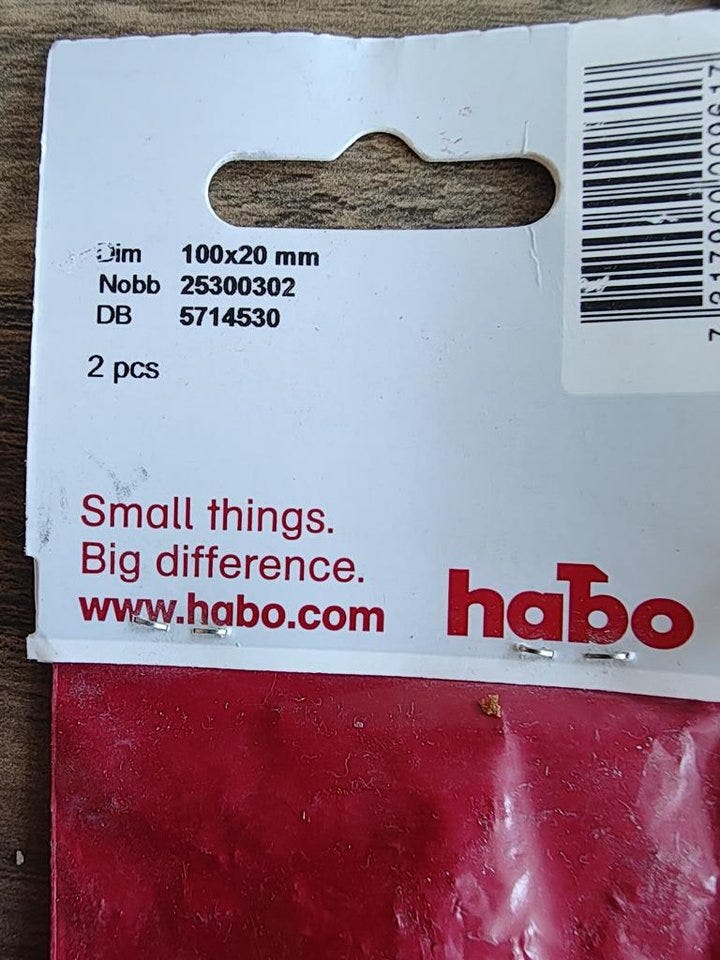 Dim 100x20 mm
Nobb 25300302
DB 5714530
2 pcs
Small things.
Big difference.
www.habo.com
habo